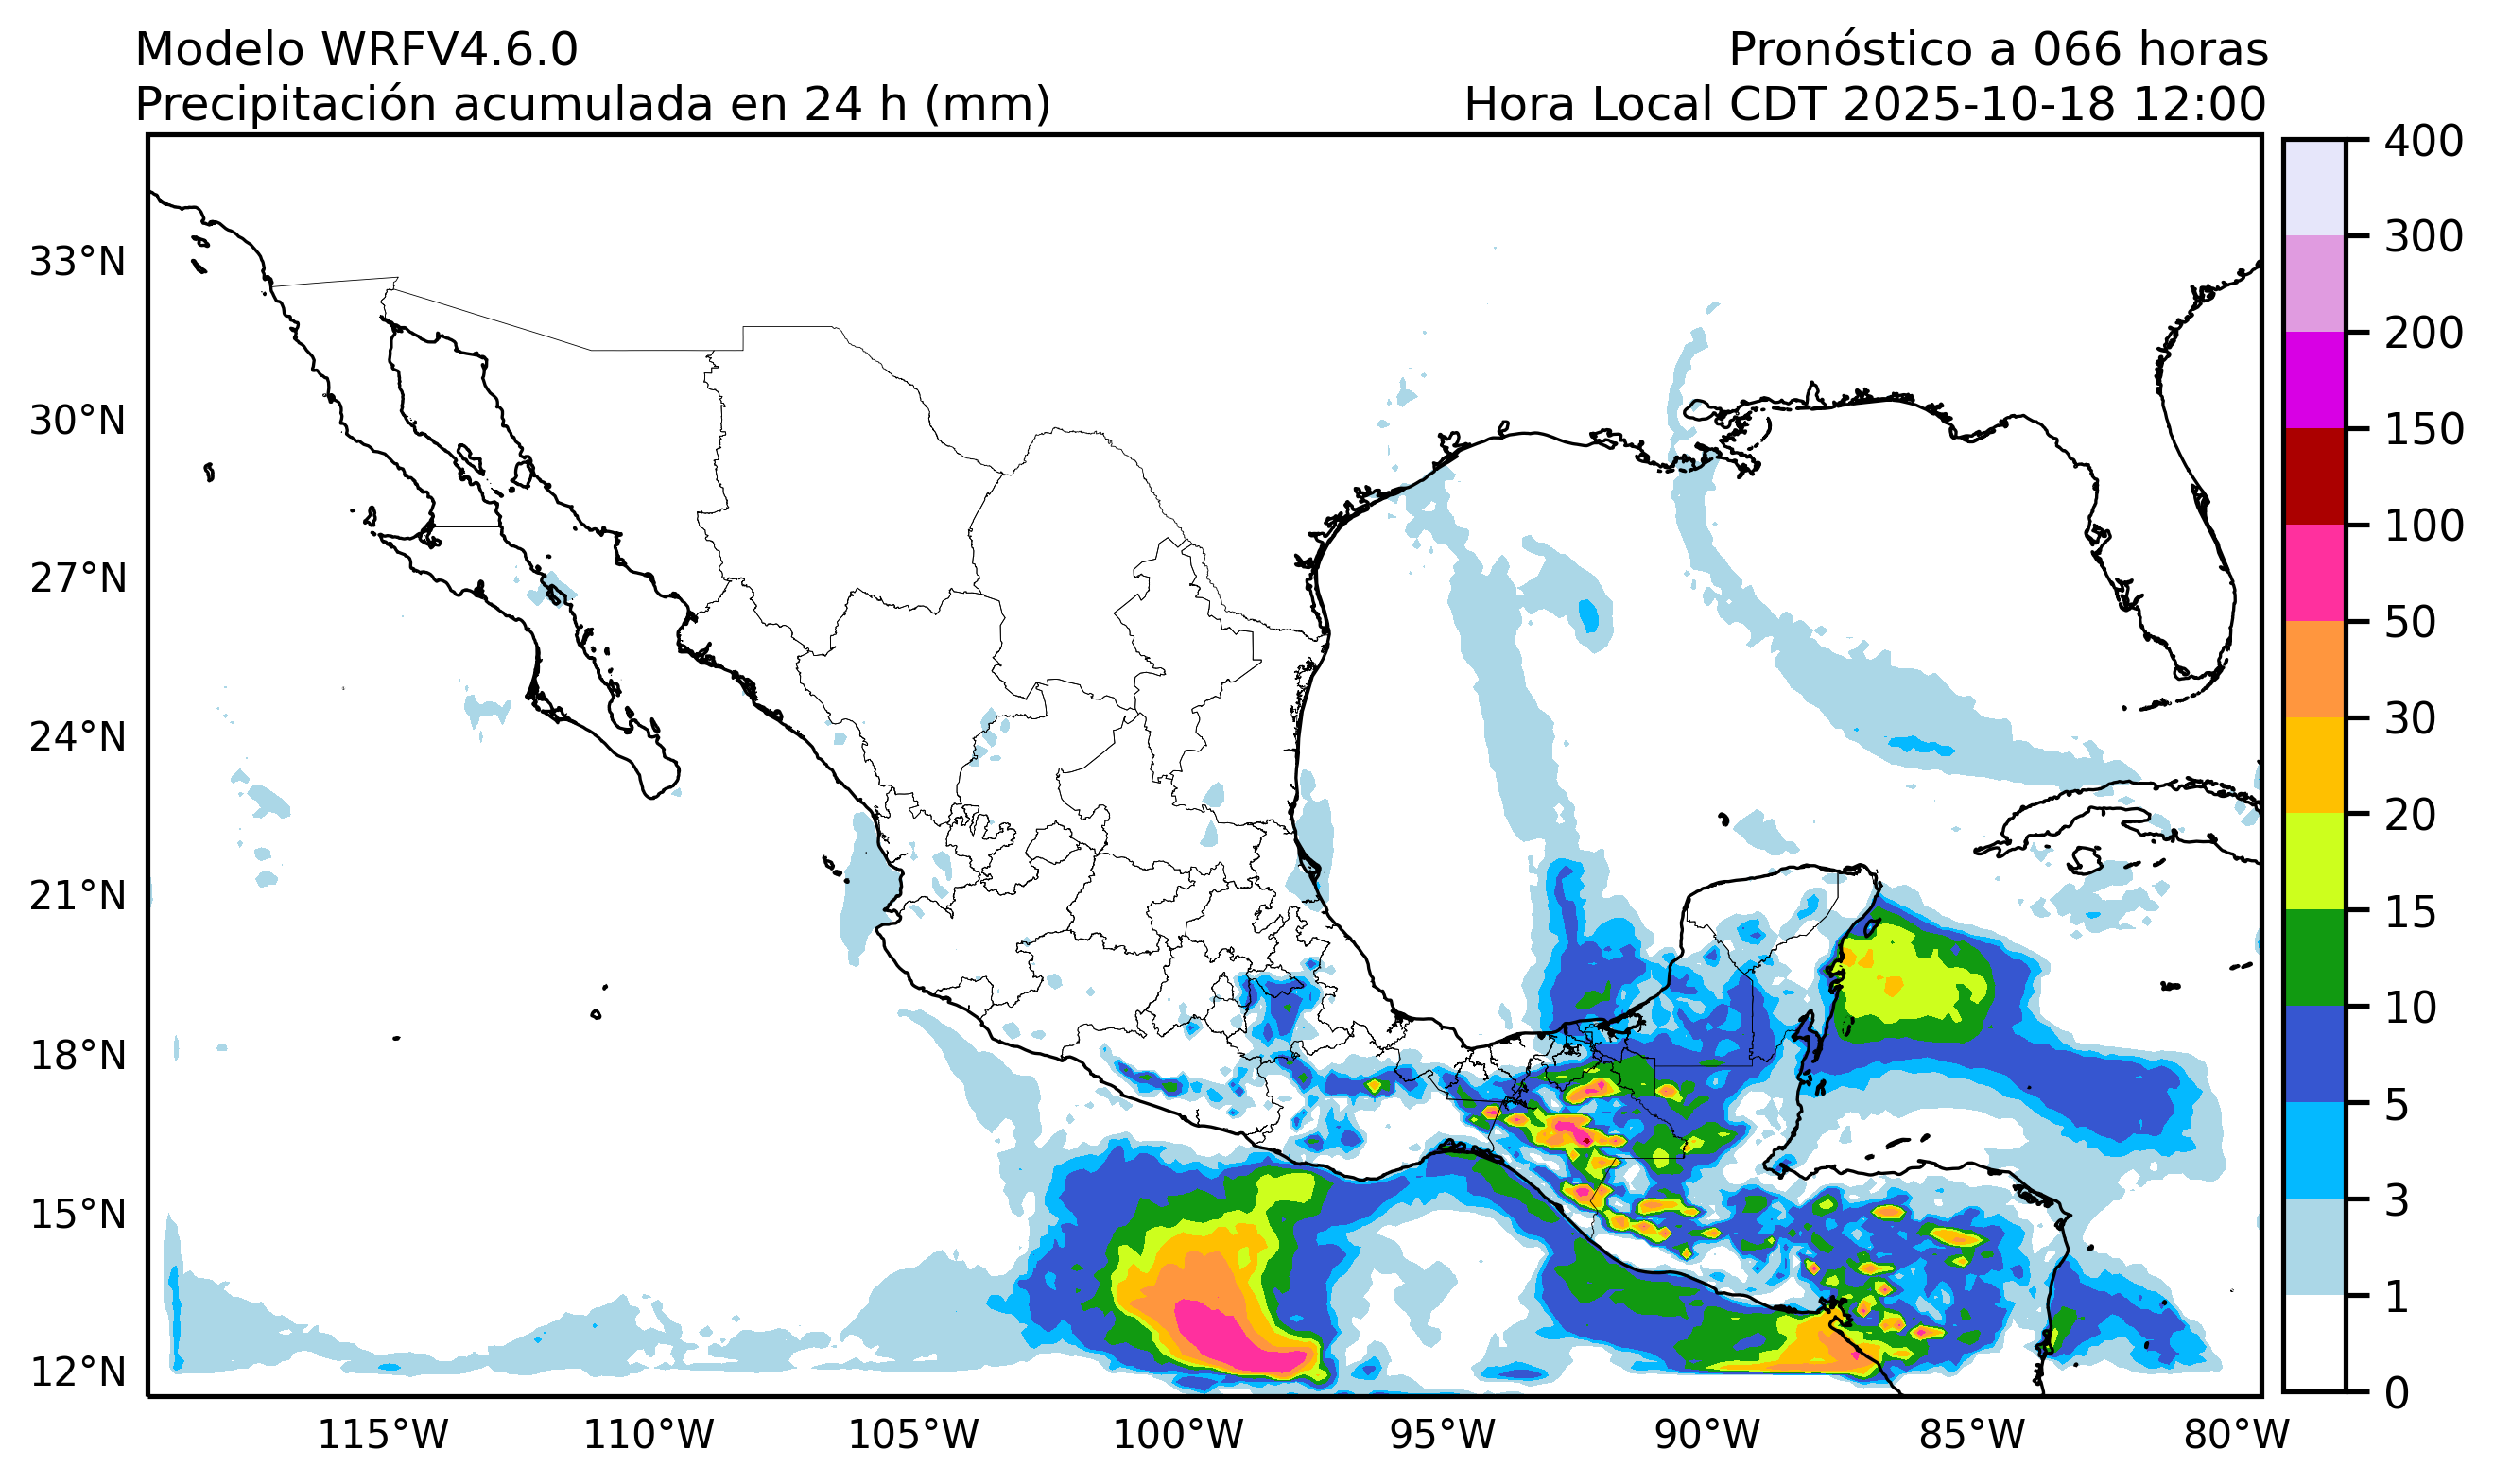 Modelo WRFV4.6.0
Pronóstico a 066 horas
Precipitación acumulada en 24 h (mm)
Hora Local CDT 2025-10-18 12:00
33°N
30°N
27°N
24°N
21°N
18°N
15°N
12°N
115°W
110°W
105°W
100°W
95°W
90°W
85°W
80°W
400
300
200
150
100
50
30
20
15
10
5
3
1
0